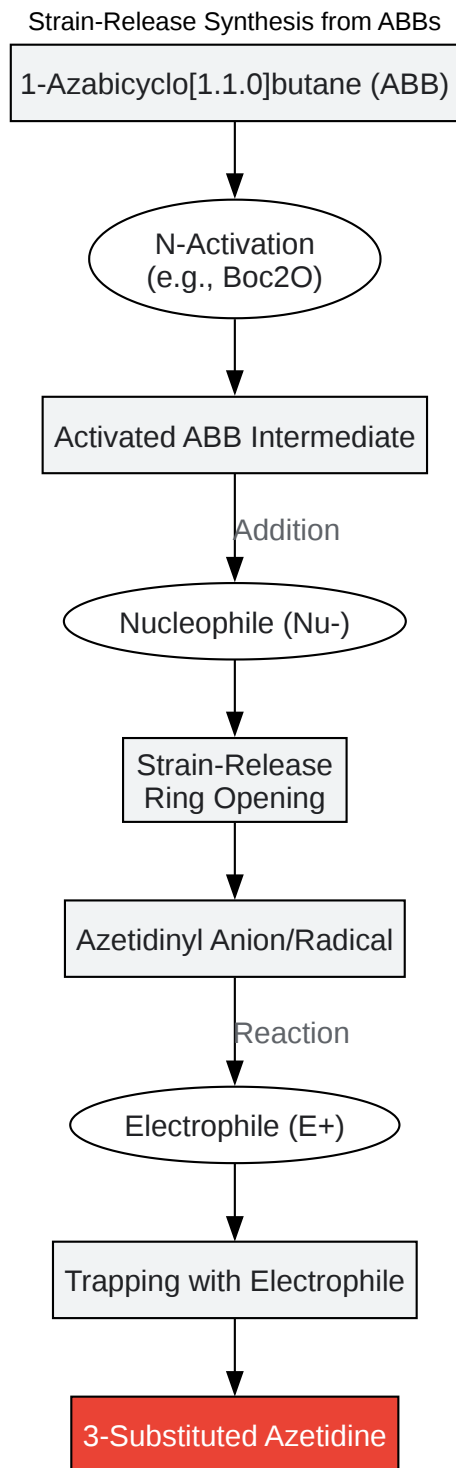 Strain-Release Synthesis from ABBs
1-Azabicyclo[1.1.0]butane (ABB)
N-Activation
(e.g., Boc2O)
Activated ABB Intermediate
Addition
Nucleophile (Nu-)
Strain-Release
Ring Opening
Azetidinyl Anion/Radical
Reaction
Electrophile (E+)
Trapping with Electrophile
3-Substituted Azetidine